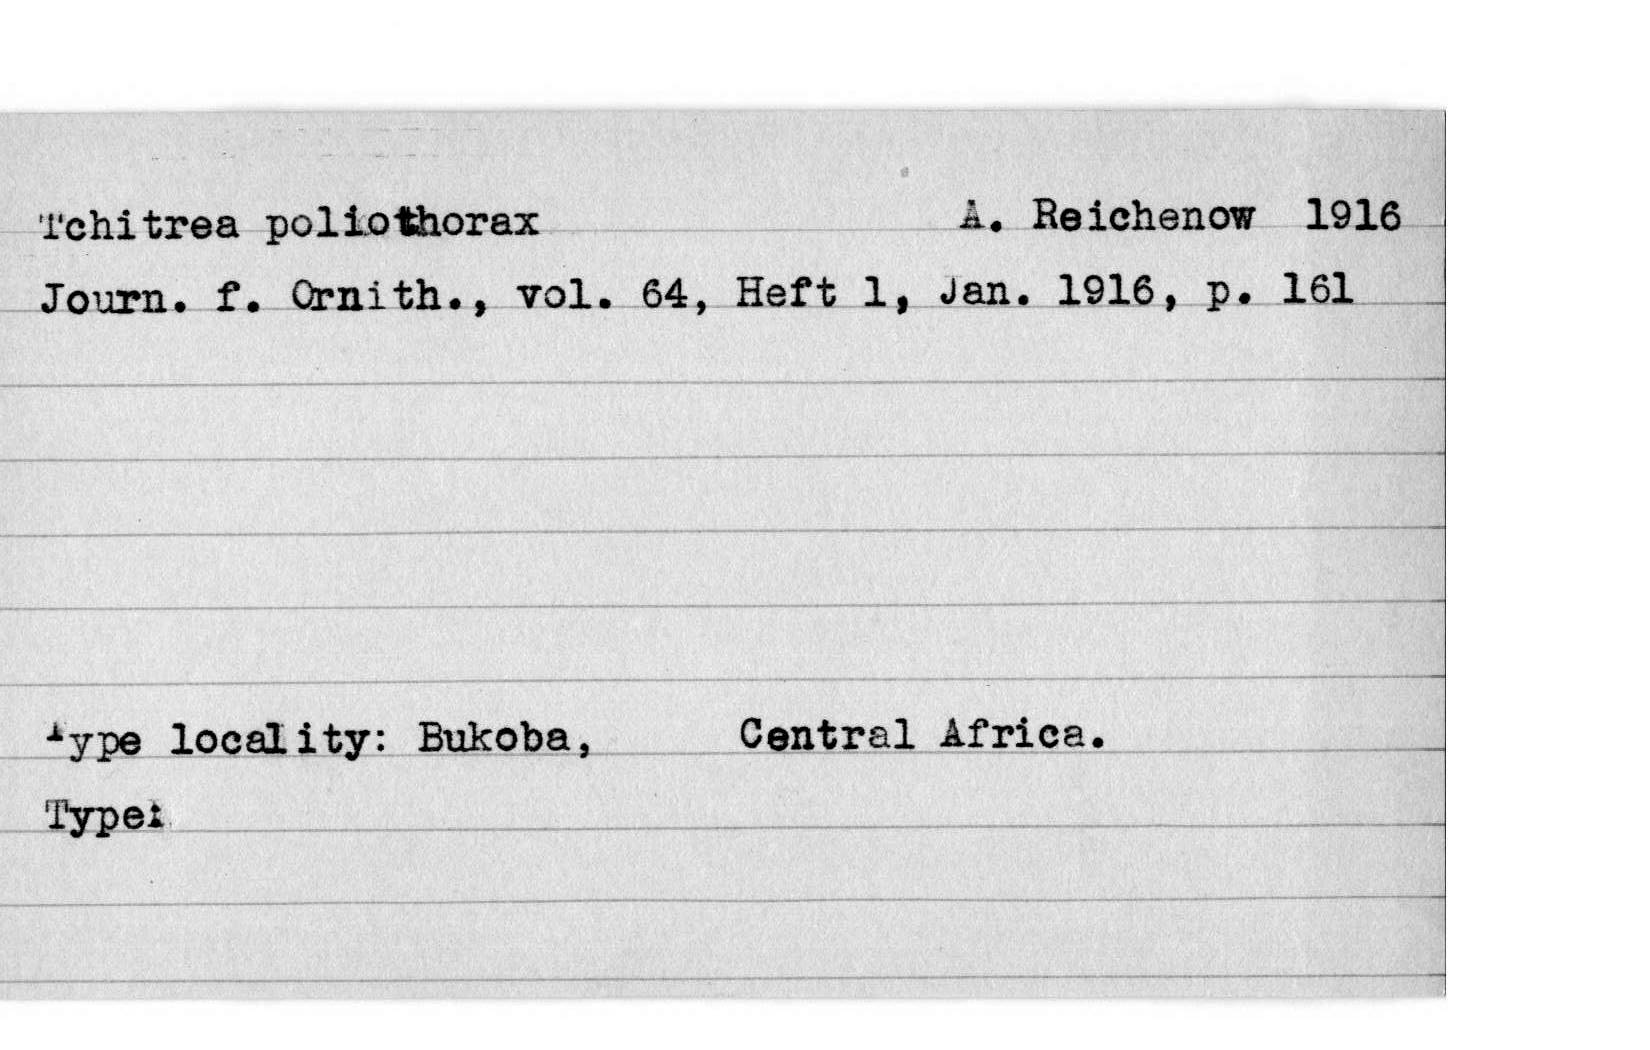 Tchitrea poliothorax A. Reichenow 1916
Journ. f. Ornith., vol. 64, Heft 1, Jan. 1916, p. 161
Type locality: Bukoba, Central Africa.
Type: